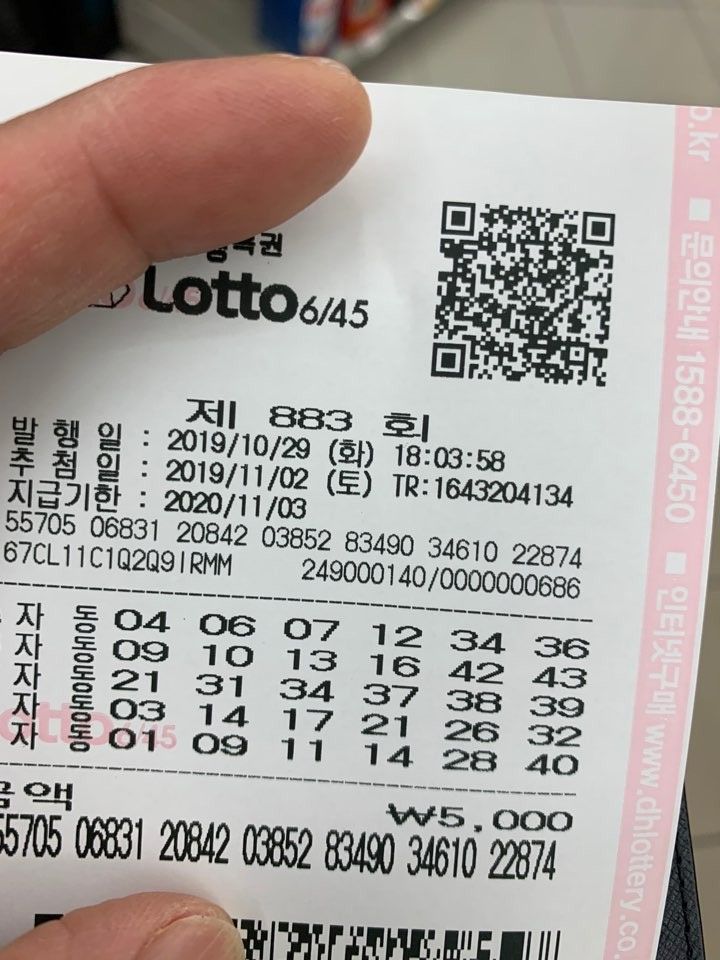 복권
Lotto 6/45
제 883 회
발 행 일 : 2019/10/29 (화) 18:03:58
추 첨 일 : 2019/11/02 (토) TR:1643204134
지급기한 : 2020/11/03
55705 06831 20842 03852 83490 34610 22874
67CL11C1Q2Q9IRMM 249000140/0000000686
자 동 04 06 07 12 34 36
자 동 09 10 13 16 42 43
자 동 21 31 34 37 38 39
자 동 03 14 17 21 26 32
자 동 01 09 11 14 28 40
금액 ₩5,000
55705 06831 20842 03852 83490 34610 22874
o.kr ■ 문의안내 1588-6450 ■ 인터넷구매 www.dhlottery.co.